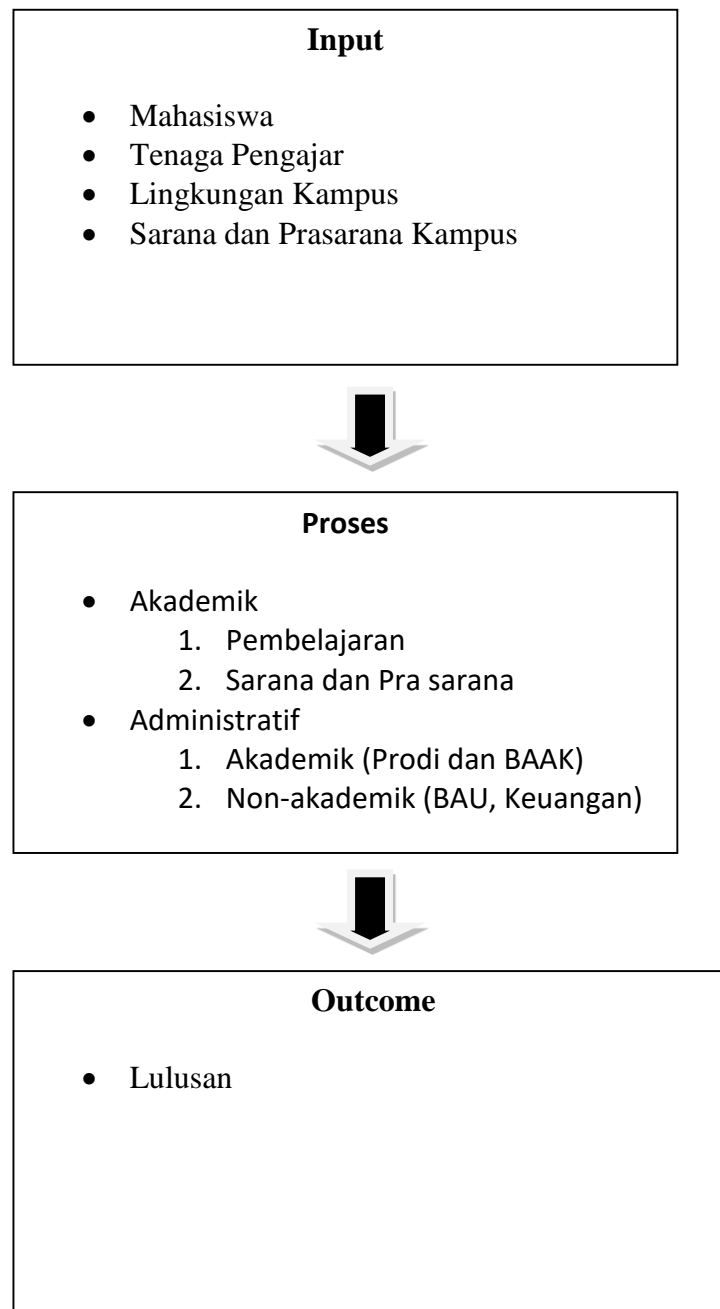 Input
• Mahasiswa
• Tenaga Pengajar
• Lingkungan Kampus
• Sarana dan Prasarana Kampus
Proses
• Akademik
1. Pembelajaran
2. Sarana dan Pra sarana
• Administratif
1. Akademik (Prodi dan BAAK)
2. Non-akademik (BAU, Keuangan)
Outcome
• Lulusan